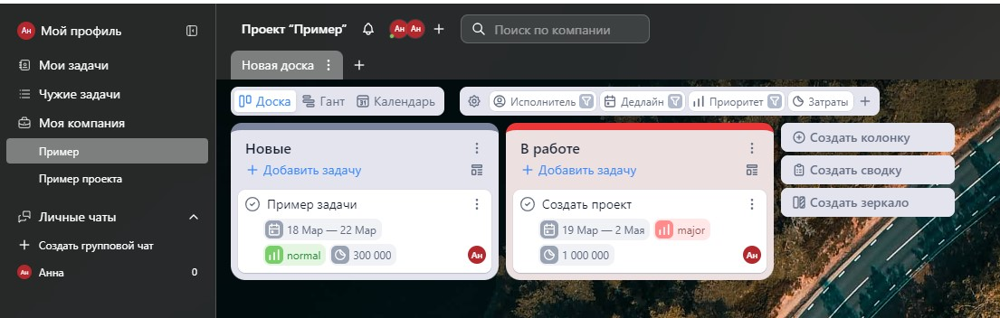 Ан Мой профиль
Мои задачи
Чужие задачи
Моя компания
Пример
Пример проекта
Личные чаты
+ Создать групповой чат
Ан Анна 0
Проект “Пример” Ан Ан + Поиск по компании
Новая доска +
Доска Гант 31 Календарь Исполнитель Дедлайн Приоритет Затраты +
Новые
+ Добавить задачу
Пример задачи
18 Мар — 22 Мар
normal 300 000 Ан
В работе
+ Добавить задачу
Создать проект
19 Мар — 2 Мая major
1 000 000 Ан
Создать колонку
Создать сводку
Создать зеркало